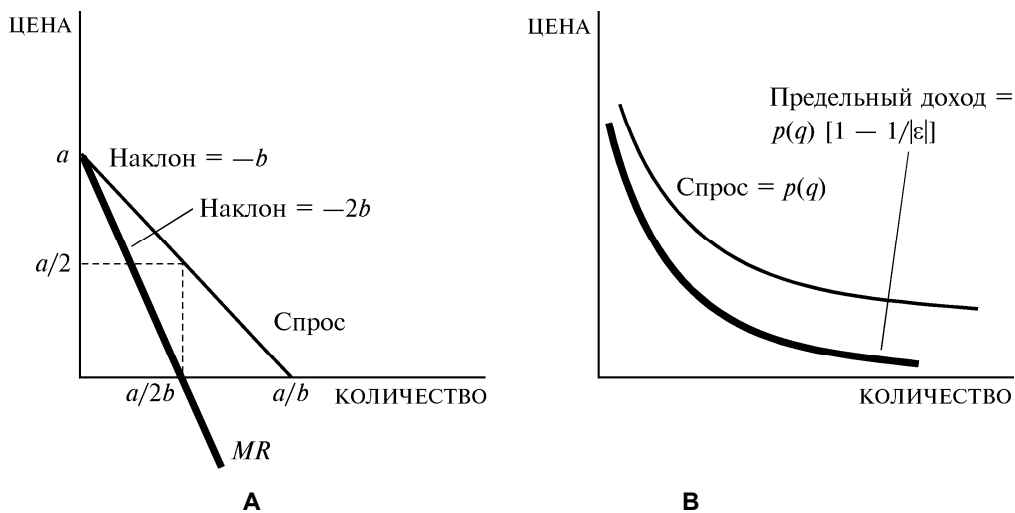 ЦЕНА
a
Наклон = —b
Наклон = —2b
a/2
Спрос
a/2b
a/b
КОЛИЧЕСТВО
MR
A
ЦЕНА
Предельный доход =
p(q) [1 — 1/|ε|]
Спрос = p(q)
КОЛИЧЕСТВО
B